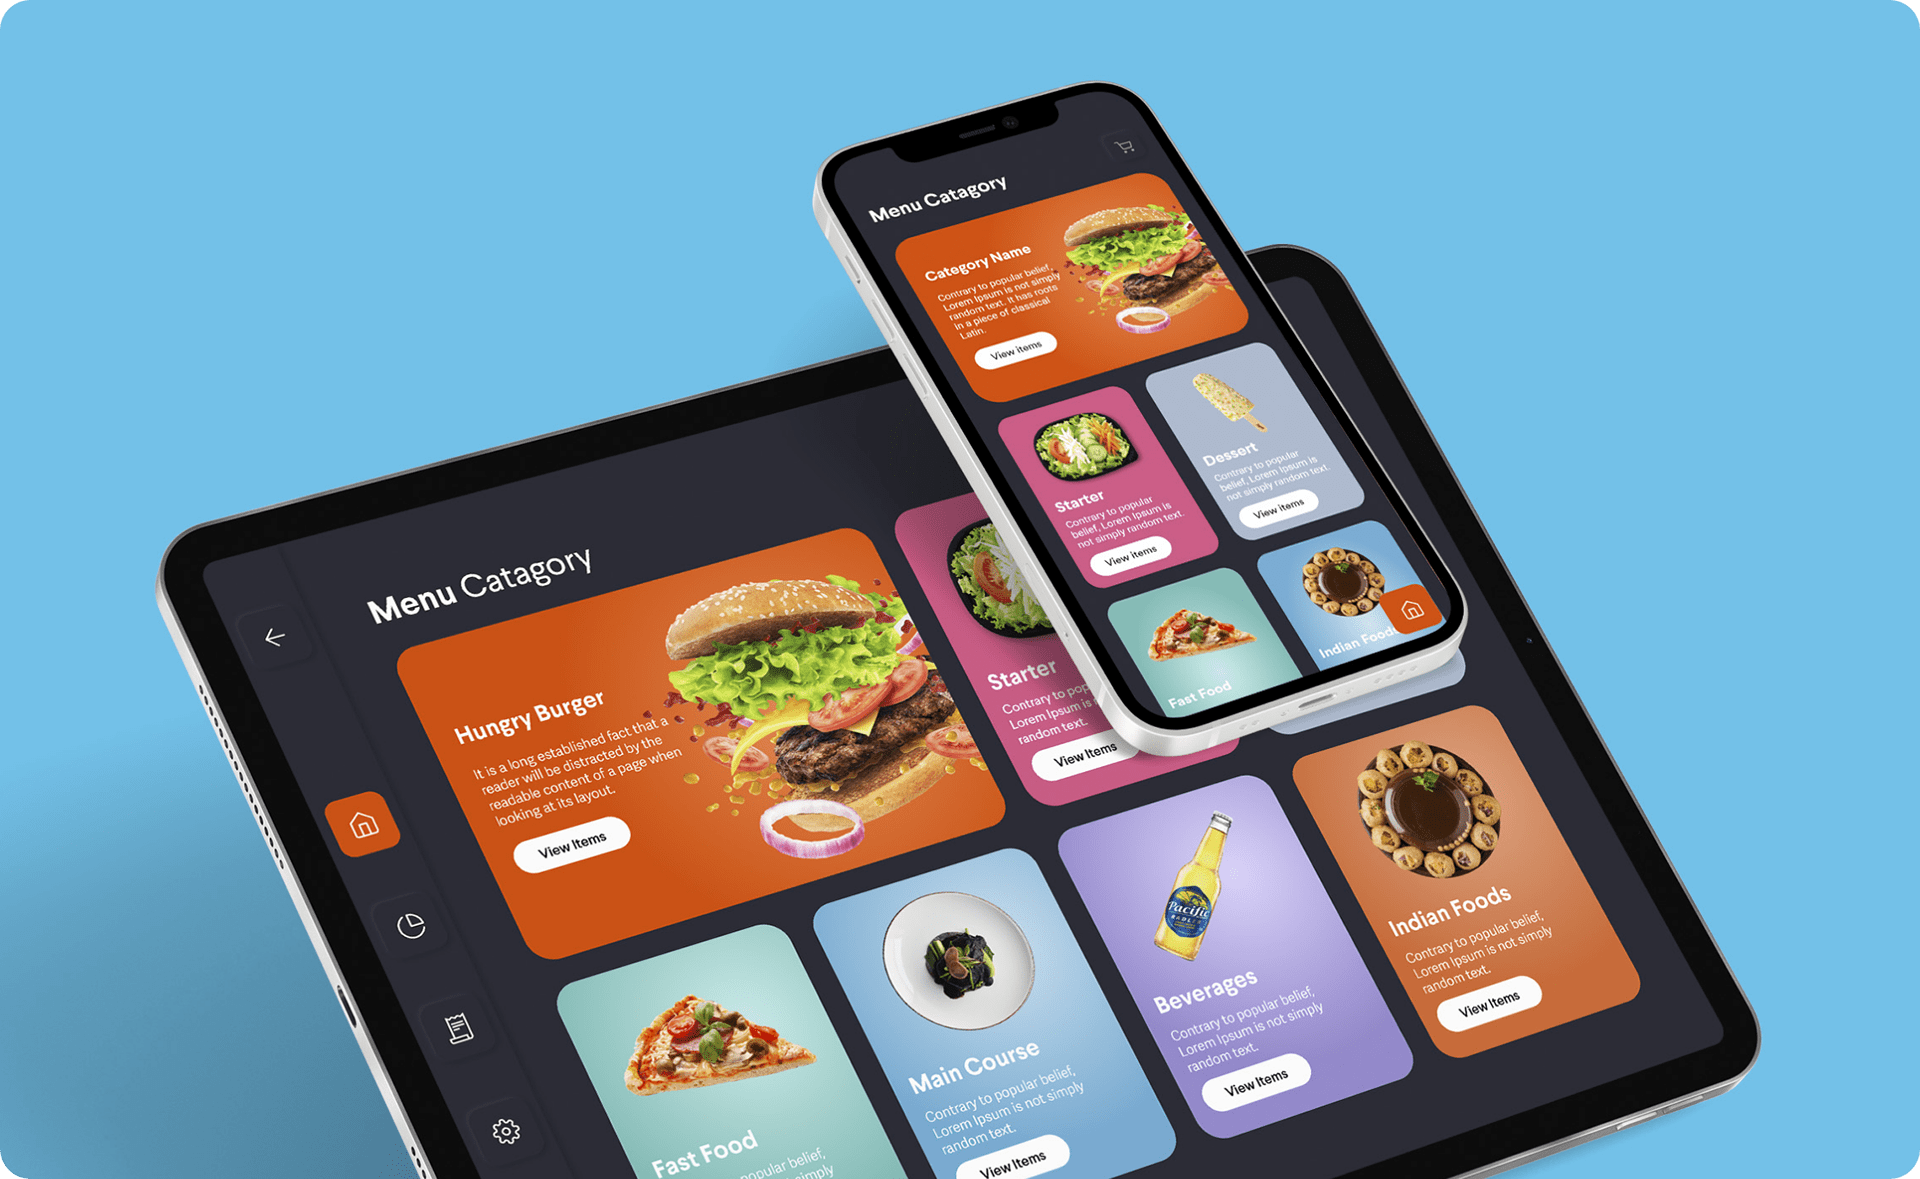 Menu Catagory
Category Name
Contrary to popular belief,
Lorem Ipsum is not simply
random text. It has roots
in a piece of classical
Latin.
View items
Starter
Contrary to popular
belief, Lorem Ipsum is
not simply random text.
View items
Dessert
Contrary to popular
belief, Lorem Ipsum is
not simply random text.
View items
Fast Food
Indian Foods
Menu Catagory
Hungry Burger
It is a long established fact that a
reader will be distracted by the
readable content of a page when
looking at its layout.
View Items
Starter
Contrary to pop
Lorem Ipsum is
random text.
View Items
Fast Food
opular belief,
simply
Main Course
Contrary to popular belief,
Lorem Ipsum is not simply
random text.
View Items
Pacific
Beverages
Contrary to popular belief,
Lorem Ipsum is not simply
random text.
View Items
Indian Foods
Contrary to popular belief,
Lorem Ipsum is not simply
random text.
View Items